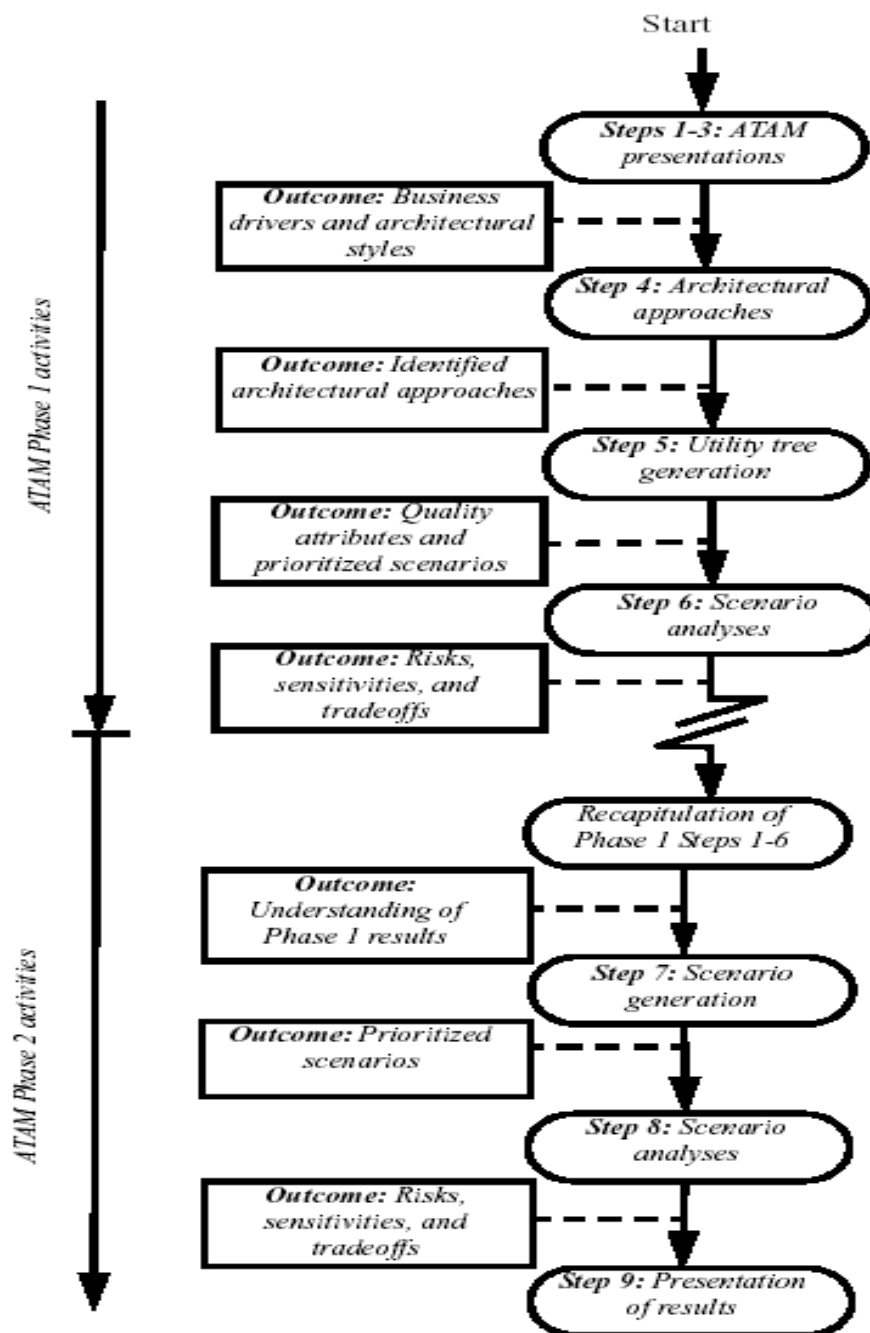 Start
Steps 1-3: ATAM
presentations
Outcome: Business
drivers and architectural
styles
Step 4: Architectural
approaches
Outcome: Identified
architectural approaches
Step 5: Utility tree
generation
Outcome: Quality
attributes and
prioritized scenarios
Step 6: Scenario
analyses
Outcome: Risks,
sensitivities, and
tradeoffs
ATAM Phase 1 activities
Recapitulation of
Phase 1 Steps 1-6
Outcome:
Understanding of
Phase 1 results
Step 7: Scenario
generation
Outcome: Prioritized
scenarios
Step 8: Scenario
analyses
Outcome: Risks,
sensitivities, and
tradeoffs
Step 9: Presentation
of results
ATAM Phase 2 activities